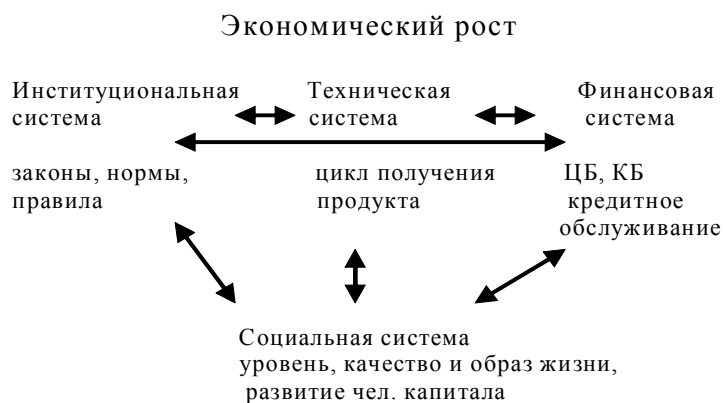 Экономический рост
Институциональная система
Техническая система
Финансовая система
законы, нормы, правила
цикл получения продукта
ЦБ, КБ кредитное обслуживание
Социальная система
уровень, качество и образ жизни,
развитие чел. капитала